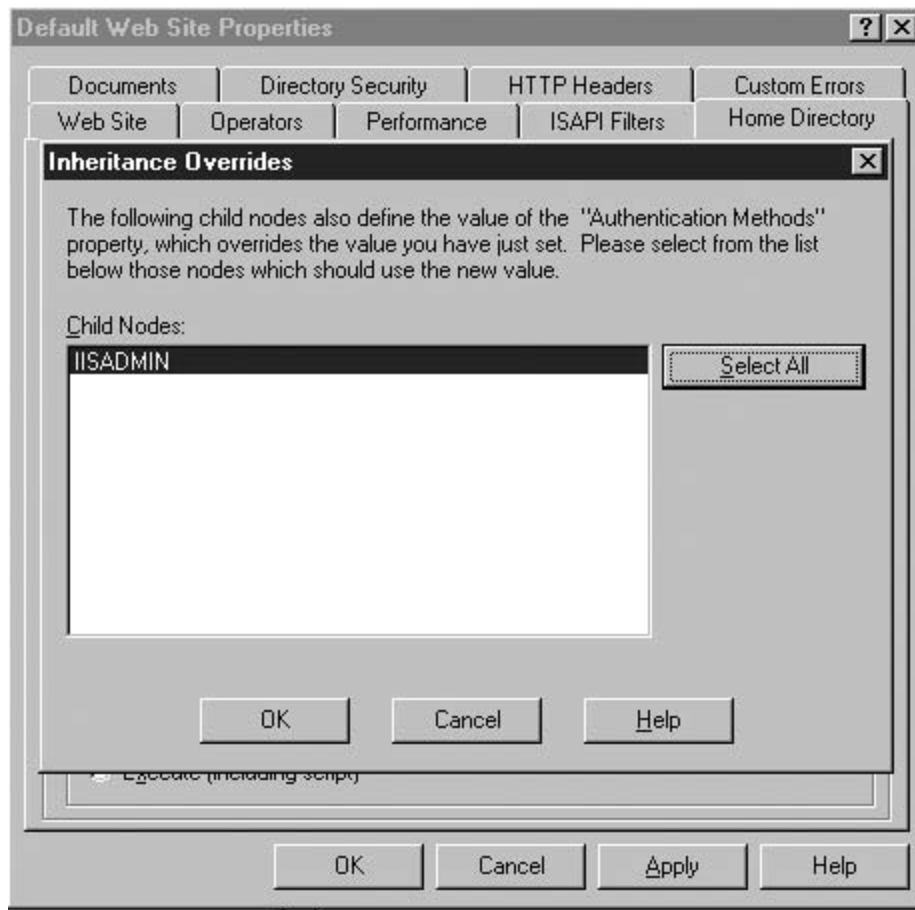 Default Web Site Properties
Documents Directory Security HTTP Headers Custom Errors
Web Site Operators Performance ISAPI Filters Home Directory
Inheritance Overrides
The following child nodes also define the value of the "Authentication Methods"
property, which overrides the value you have just set. Please select from the list
below those nodes which should use the new value.
Child Nodes:
IISADMIN
Select All
OK Cancel Help
Execute (including script)
OK Cancel Apply Help